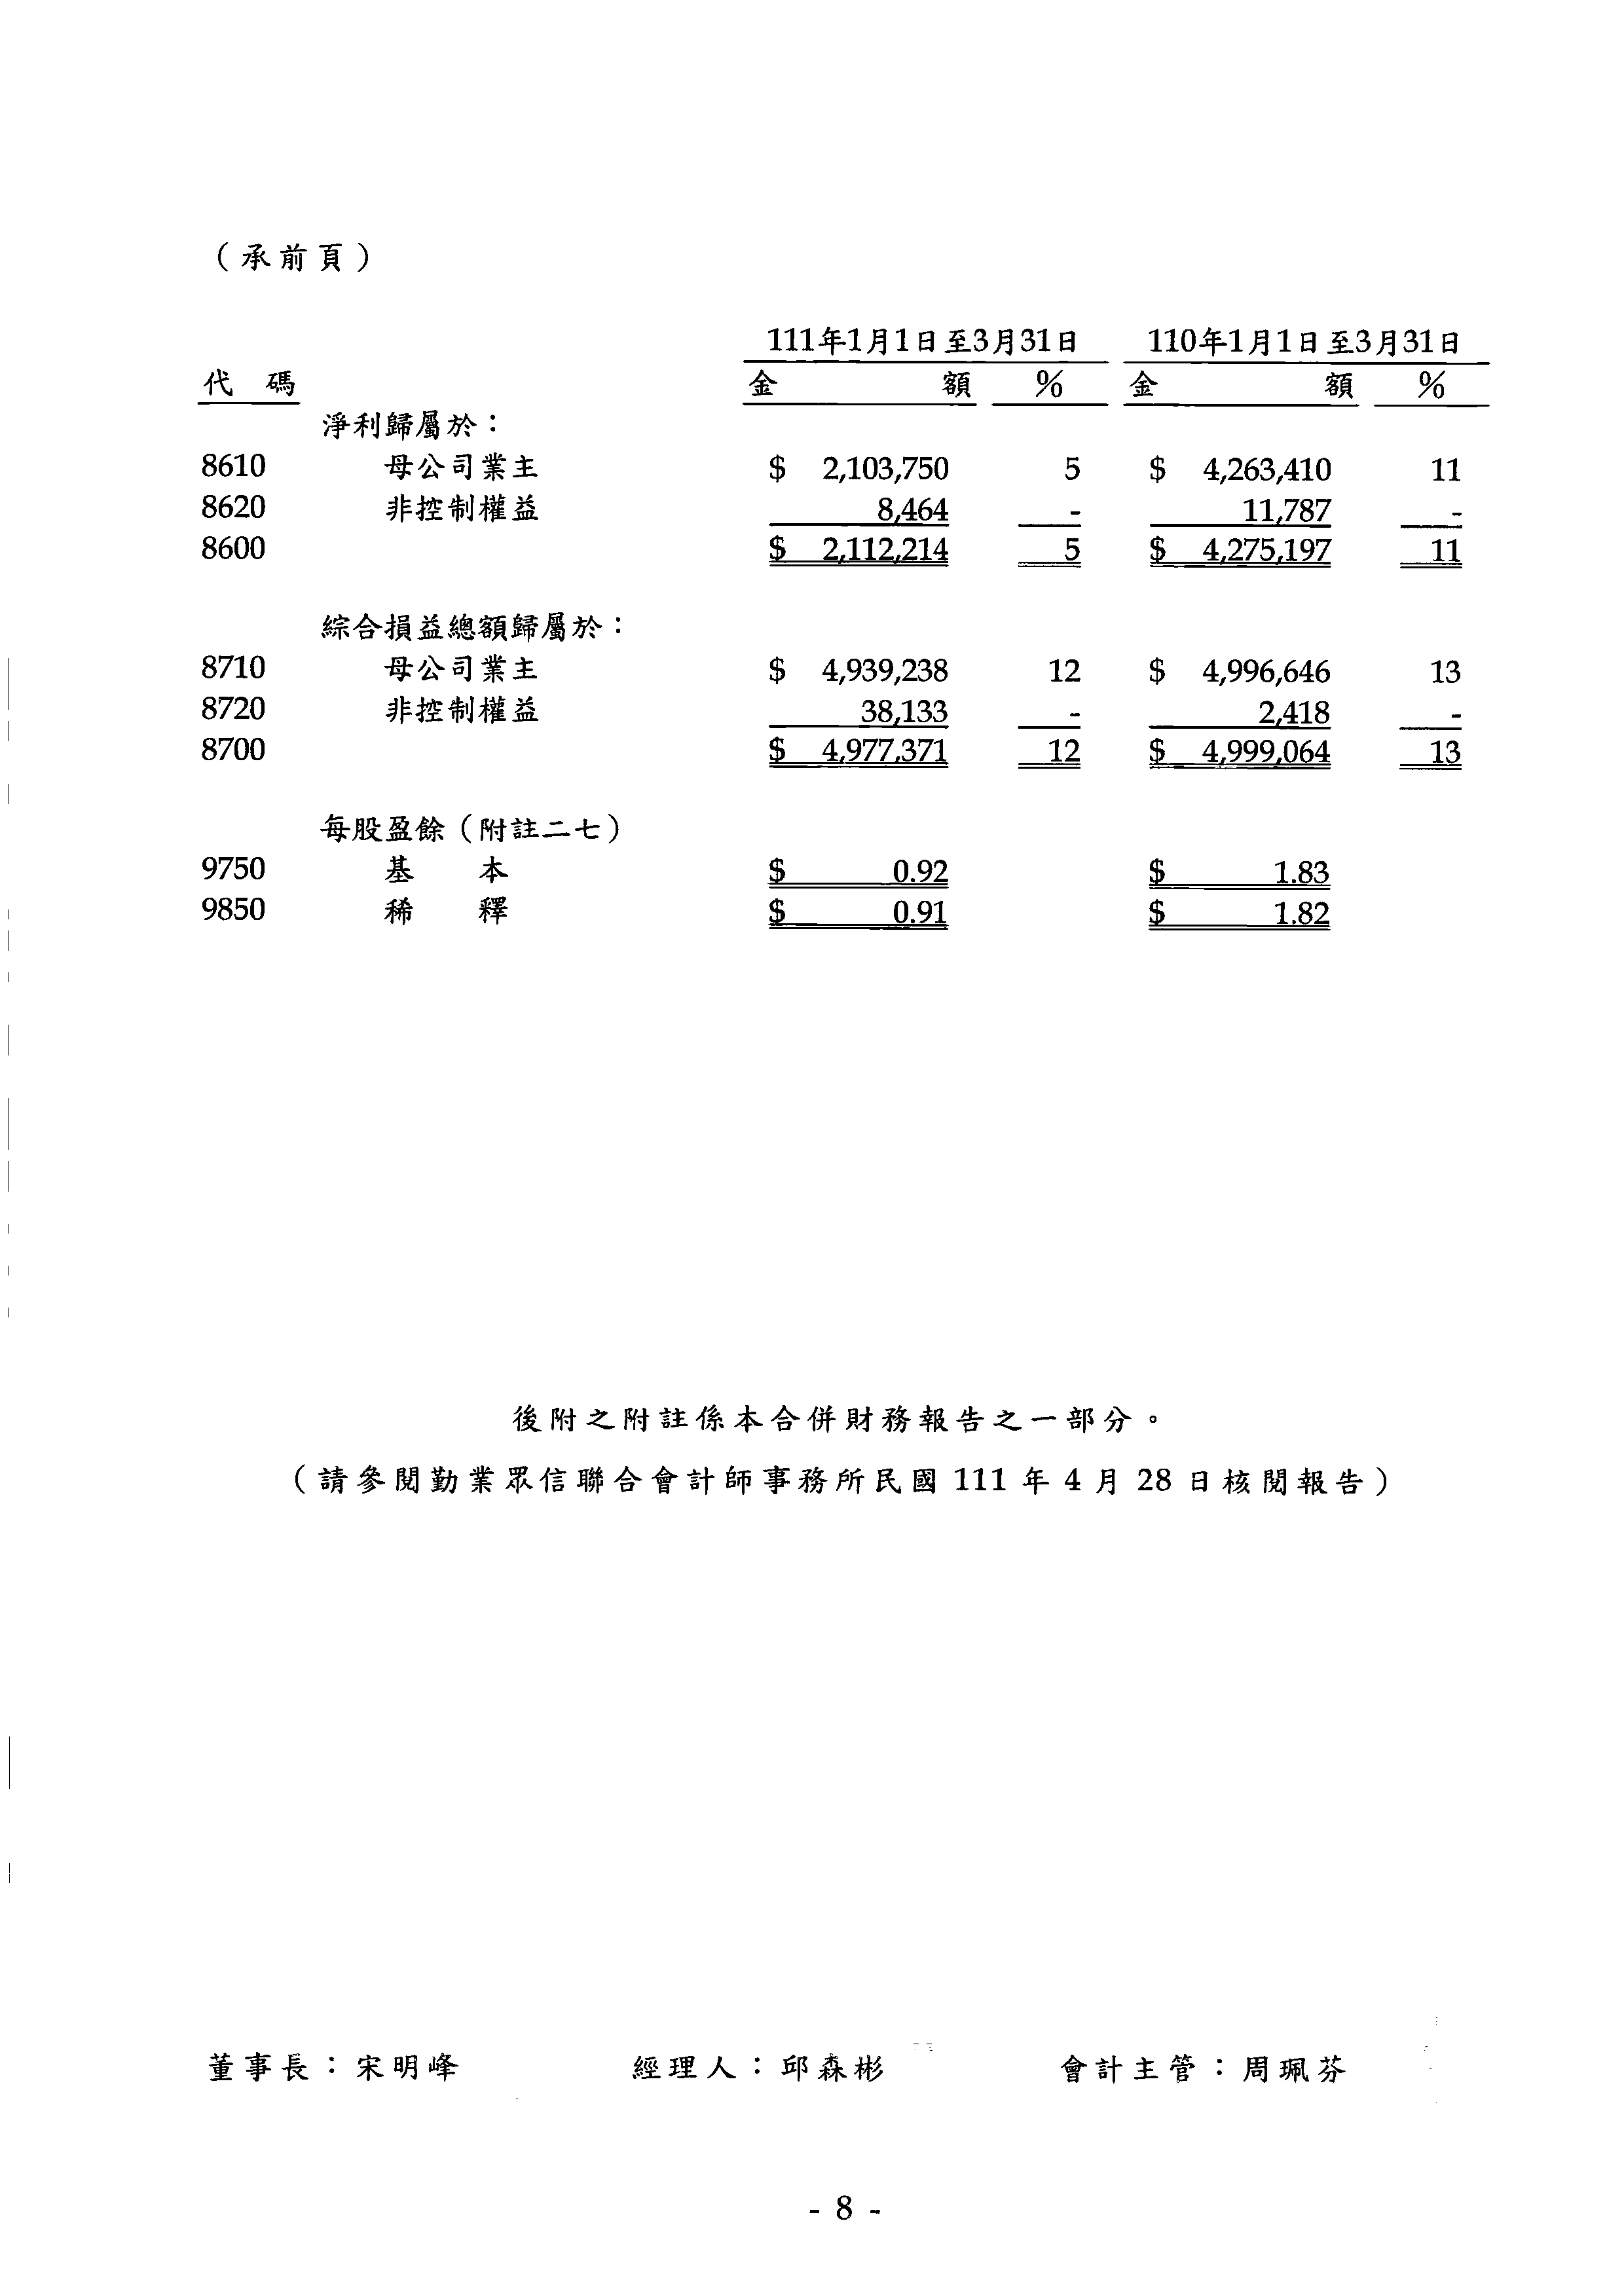 （承前頁）
111年1月1日至3月31日 110年1月1日至3月31日
代碼 金額 % 金額 %
淨利歸屬於：
8610 母公司業主 $ 2,103,750 5 $ 4,263,410 11
8620 非控制權益 8,464 - 11,787 -
8600 $ 2,112,214 5 $ 4,275,197 11
綜合損益總額歸屬於：
8710 母公司業主 $ 4,939,238 12 $ 4,996,646 13
8720 非控制權益 38,133 - 2,418 -
8700 $ 4,977,371 12 $ 4,999,064 13
每股盈餘（附註二七）
9750 基本 $ 0.92 $ 1.83
9850 稀釋 $ 0.91 $ 1.82
後附之附註係本合併財務報告之一部分。
（請參閱勤業眾信聯合會計師事務所民國 111 年 4 月 28 日核閱報告）
董事長：宋明峰 經理人：邱森彬 會計主管：周珮芬
- 8 -